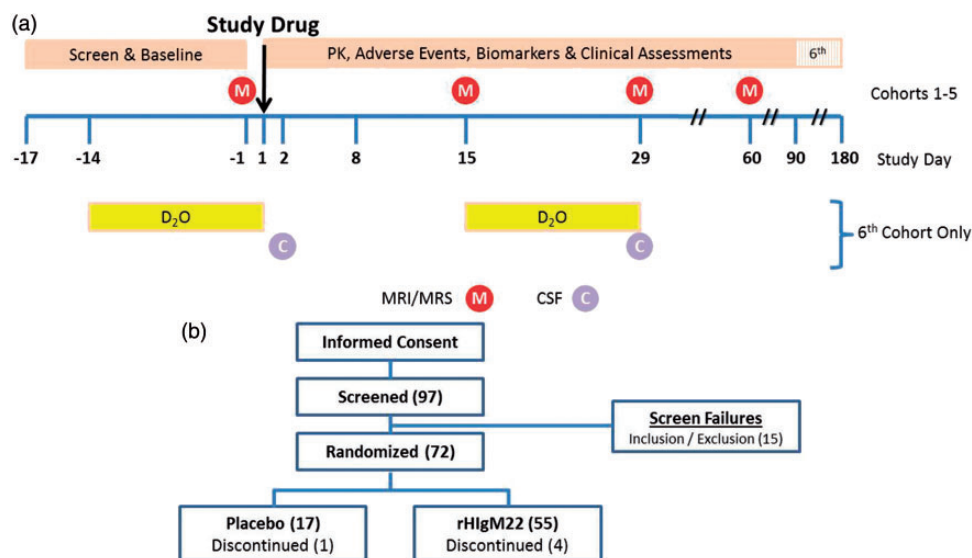 (a)
Study Drug
Screen & Baseline
PK, Adverse Events, Biomarkers & Clinical Assessments
6th
M M M M
Cohorts 1-5
-17 -14 -1 1 2 8 15 29 60 90 180
Study Day
D₂O D₂O
C C
6th Cohort Only
MRI/MRS M CSF C
(b)
Informed Consent
Screened (97)
Screen Failures
Inclusion / Exclusion (15)
Randomized (72)
Placebo (17)
Discontinued (1)
rHIgM22 (55)
Discontinued (4)